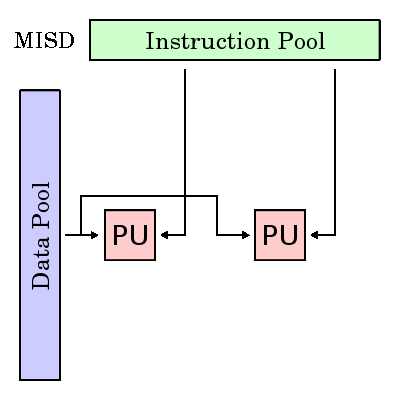 MISD
Instruction Pool
Data Pool
PU
PU